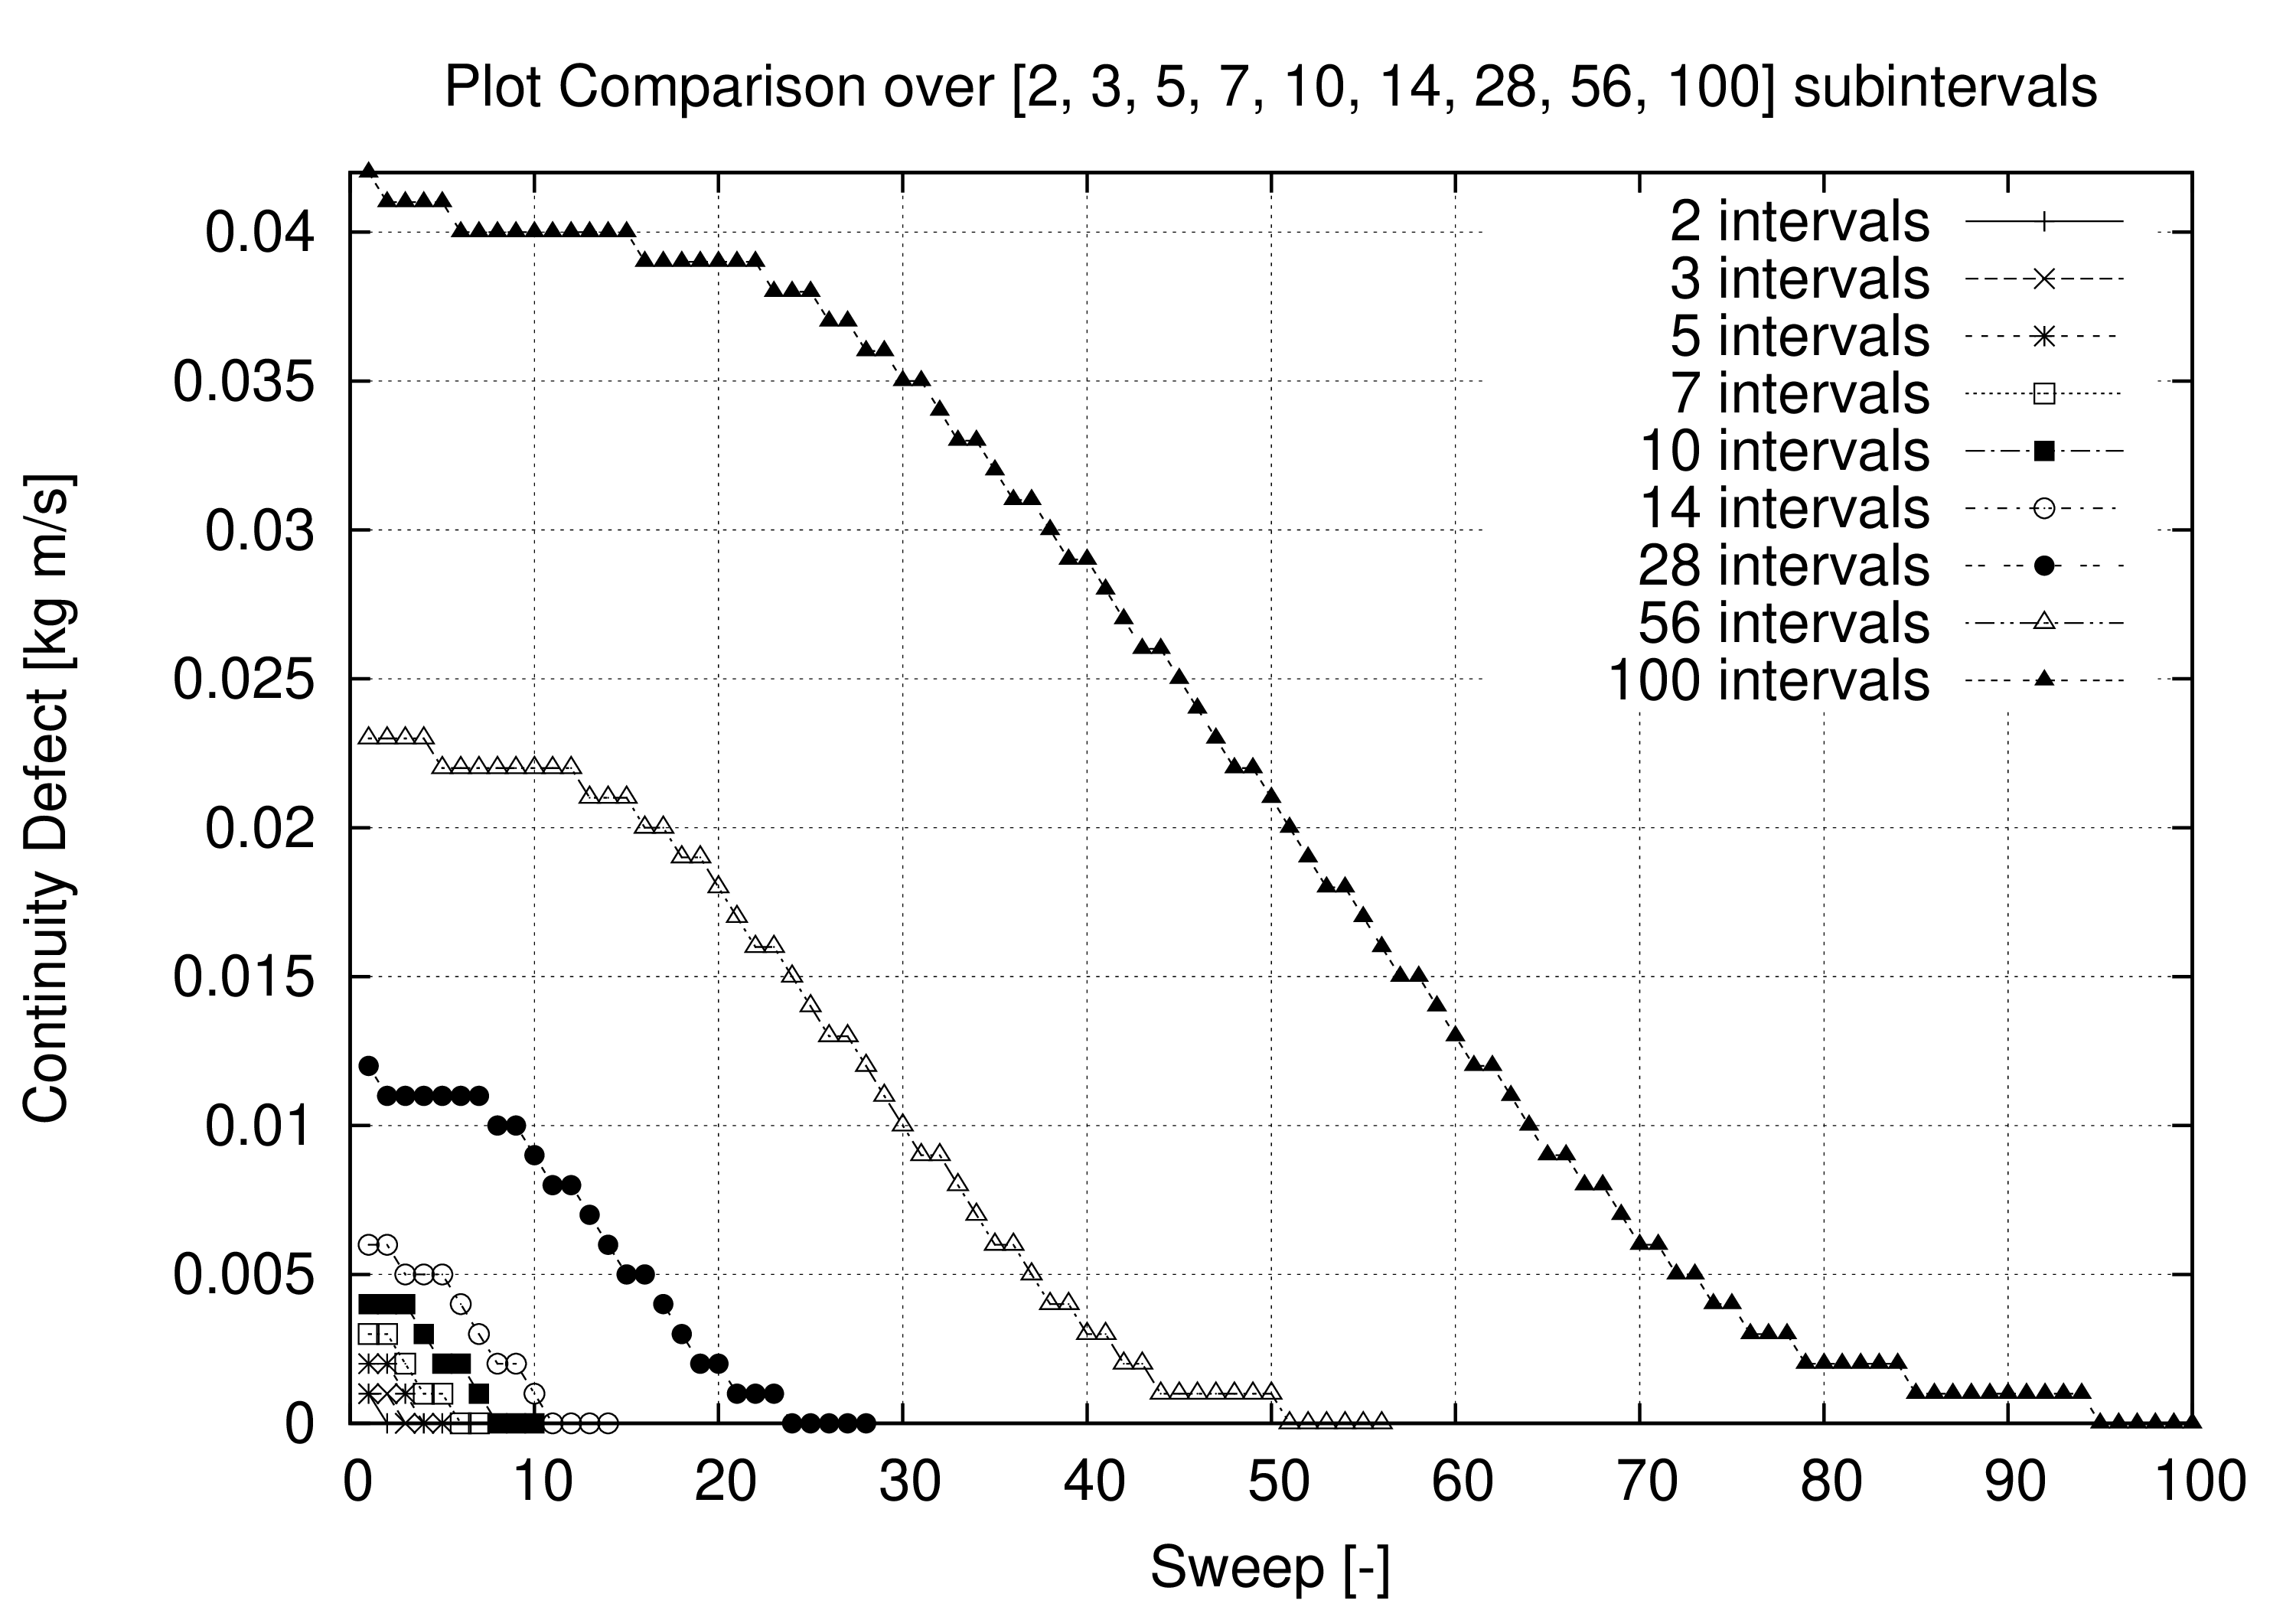 Plot Comparison over [2, 3, 5, 7, 10, 14, 28, 56, 100] subintervals
Continuity Defect [kg m/s]
0.04
0.035
0.03
0.025
0.02
0.015
0.01
0.005
0
2 intervals
3 intervals
5 intervals
7 intervals
10 intervals
14 intervals
28 intervals
56 intervals
100 intervals
0 10 20 30 40 50 60 70 80 90 100
Sweep [-]